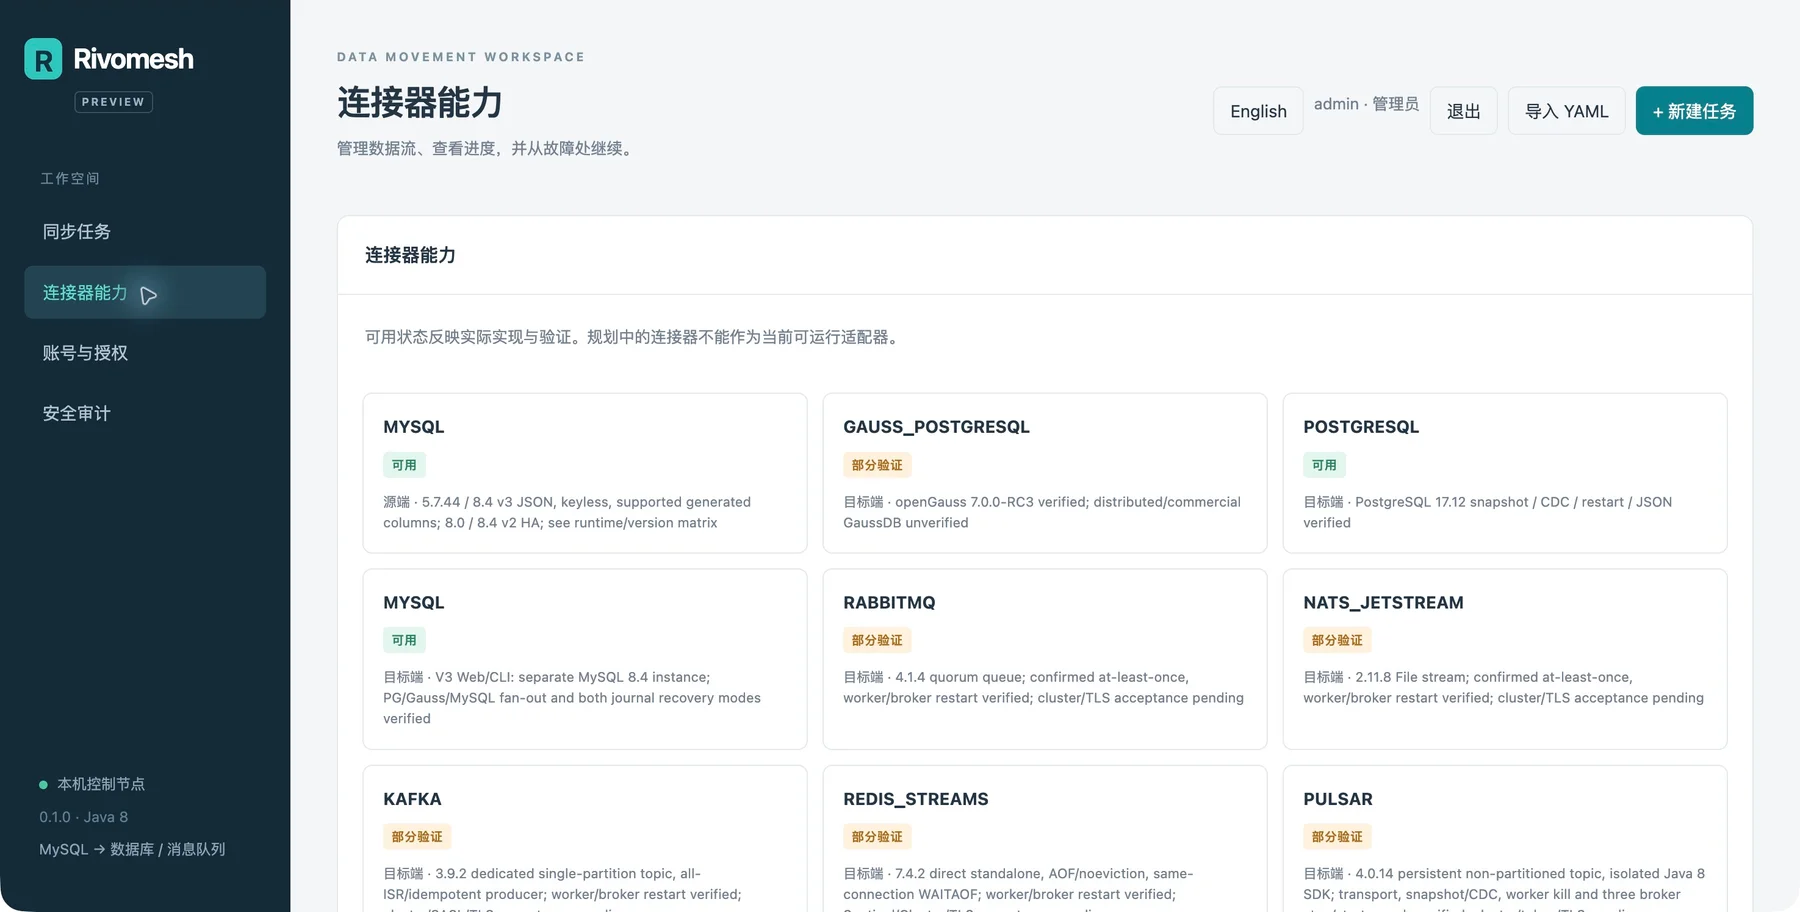 R Rivomesh
PREVIEW
工作空间
同步任务
连接器能力
账号与授权
安全审计
本机控制节点
0.1.0 · Java 8
MySQL → 数据库 / 消息队列
DATA MOVEMENT WORKSPACE
连接器能力
管理数据流、查看进度，并从故障处继续。
English
admin · 管理员
退出
导入 YAML
+ 新建任务
连接器能力
可用状态反映实际实现与验证。规划中的连接器不能作为当前可运行适配器。
MYSQL
可用
源端 · 5.7.44 / 8.4 v3 JSON, keyless, supported generated
columns; 8.0 / 8.4 v2 HA; see runtime/version matrix
GAUSS_POSTGRESQL
部分验证
目标端 · openGauss 7.0.0-RC3 verified; distributed/commercial
GaussDB unverified
POSTGRESQL
可用
目标端 · PostgreSQL 17.12 snapshot / CDC / restart / JSON
verified
MYSQL
可用
目标端 · V3 Web/CLI: separate MySQL 8.4 instance;
PG/Gauss/MySQL fan-out and both journal recovery modes
verified
RABBITMQ
部分验证
目标端 · 4.1.4 quorum queue; confirmed at-least-once,
worker/broker restart verified; cluster/TLS acceptance pending
NATS_JETSTREAM
部分验证
目标端 · 2.11.8 File stream; confirmed at-least-once,
worker/broker restart verified; cluster/TLS acceptance pending
KAFKA
部分验证
目标端 · 3.9.2 dedicated single-partition topic, all-
ISR/idempotent producer; worker/broker restart verified;
REDIS_STREAMS
部分验证
目标端 · 7.4.2 direct standalone, AOF/noeviction, same-
connection WAITAOF; worker/broker restart verified;
PULSAR
部分验证
目标端 · 4.0.14 persistent non-partitioned topic, isolated Java 8
SDK; transport, snapshot/CDC, worker kill and three broker